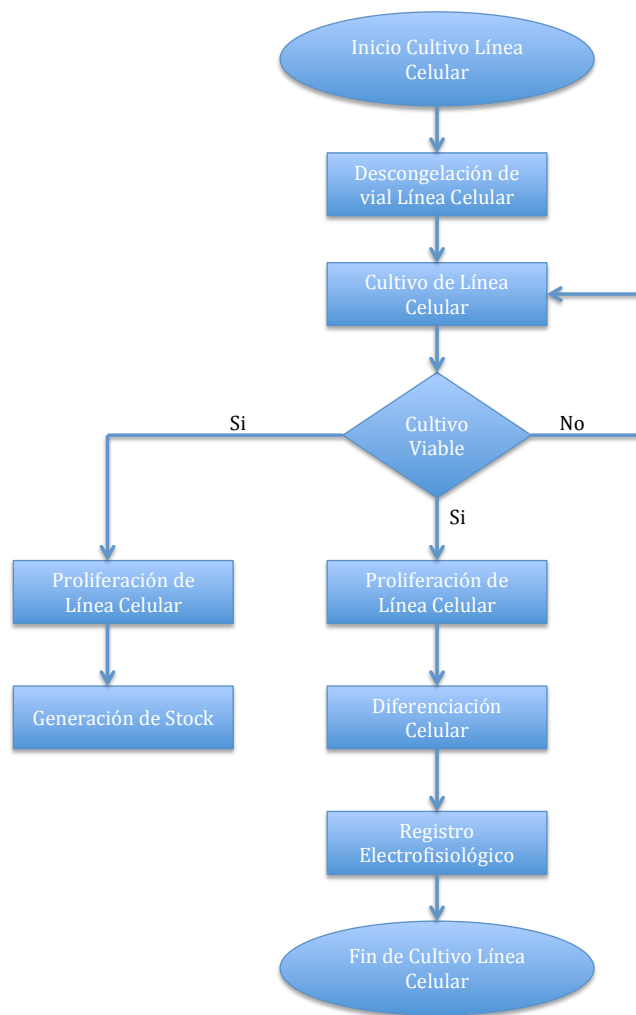 Inicio Cultivo Línea
Celular
Descongelación de
vial Línea Celular
Cultivo de Línea
Celular
Cultivo
Viable
Si
No
Si
Proliferación de
Línea Celular
Proliferación de
Línea Celular
Generación de Stock
Diferenciación
Celular
Registro
Electrofisiológico
Fin de Cultivo Línea
Celular